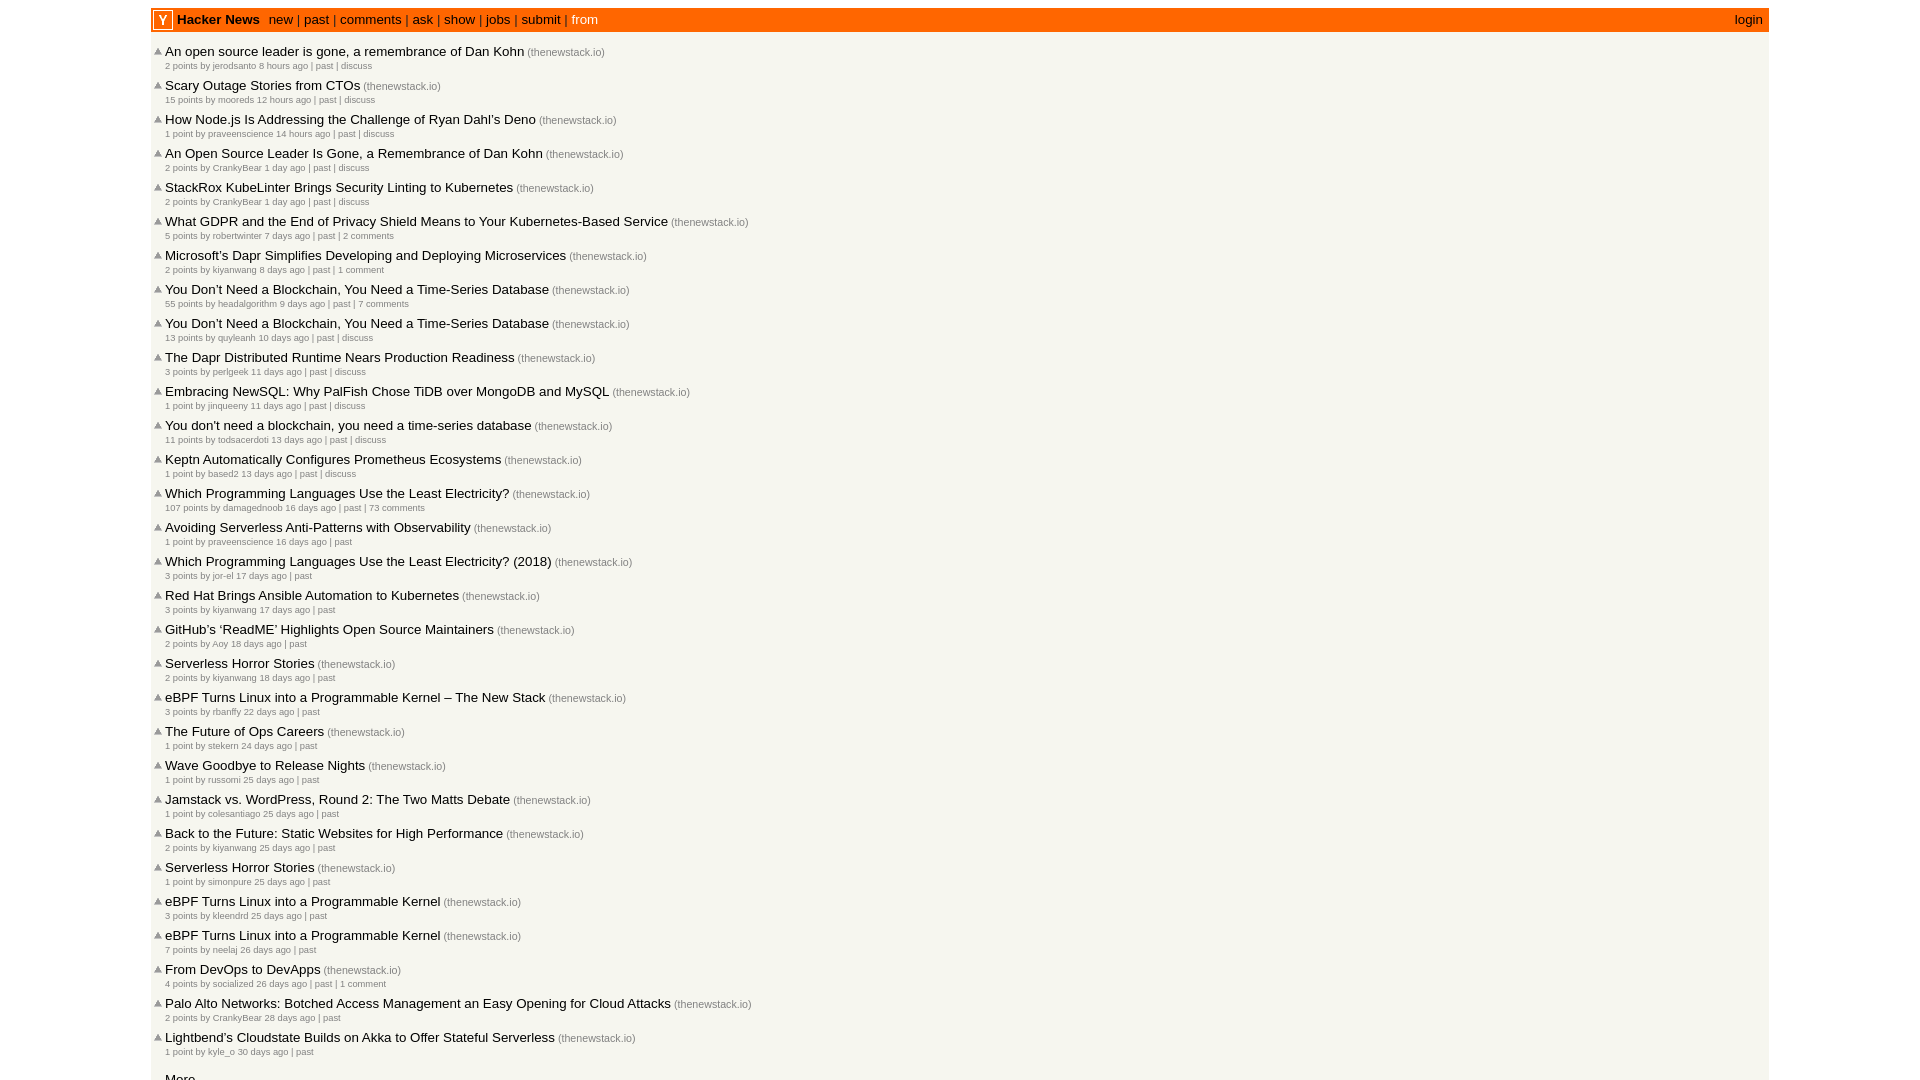 Y Hacker News new | past | comments | ask | show | jobs | submit | from login
An open source leader is gone, a remembrance of Dan Kohn (thenewstack.io)
2 points by jerodsanto 8 hours ago | past | discuss
Scary Outage Stories from CTOs (thenewstack.io)
15 points by mooreds 12 hours ago | past | discuss
How Node.js Is Addressing the Challenge of Ryan Dahl’s Deno (thenewstack.io)
1 point by praveenscience 14 hours ago | past | discuss
An Open Source Leader Is Gone, a Remembrance of Dan Kohn (thenewstack.io)
2 points by CrankyBear 1 day ago | past | discuss
StackRox KubeLinter Brings Security Linting to Kubernetes (thenewstack.io)
2 points by CrankyBear 1 day ago | past | discuss
What GDPR and the End of Privacy Shield Means to Your Kubernetes-Based Service (thenewstack.io)
5 points by robertwinter 7 days ago | past | 2 comments
Microsoft’s Dapr Simplifies Developing and Deploying Microservices (thenewstack.io)
2 points by kiyanwang 8 days ago | past | 1 comment
You Don’t Need a Blockchain, You Need a Time-Series Database (thenewstack.io)
55 points by headalgorithm 9 days ago | past | 7 comments
You Don’t Need a Blockchain, You Need a Time-Series Database (thenewstack.io)
13 points by quyleanh 10 days ago | past | discuss
The Dapr Distributed Runtime Nears Production Readiness (thenewstack.io)
3 points by perlgeek 11 days ago | past | discuss
Embracing NewSQL: Why PalFish Chose TiDB over MongoDB and MySQL (thenewstack.io)
1 point by jinqueeny 11 days ago | past | discuss
You don't need a blockchain, you need a time-series database (thenewstack.io)
11 points by todsacerdoti 13 days ago | past | discuss
Keptn Automatically Configures Prometheus Ecosystems (thenewstack.io)
1 point by based2 13 days ago | past | discuss
Which Programming Languages Use the Least Electricity? (thenewstack.io)
107 points by damagednoob 16 days ago | past | 73 comments
Avoiding Serverless Anti-Patterns with Observability (thenewstack.io)
1 point by praveenscience 16 days ago | past
Which Programming Languages Use the Least Electricity? (2018) (thenewstack.io)
3 points by jor-el 17 days ago | past
Red Hat Brings Ansible Automation to Kubernetes (thenewstack.io)
3 points by kiyanwang 17 days ago | past
GitHub’s ‘ReadME’ Highlights Open Source Maintainers (thenewstack.io)
2 points by Aoy 18 days ago | past
Serverless Horror Stories (thenewstack.io)
2 points by kiyanwang 18 days ago | past
eBPF Turns Linux into a Programmable Kernel – The New Stack (thenewstack.io)
3 points by rbanffy 22 days ago | past
The Future of Ops Careers (thenewstack.io)
1 point by stekern 24 days ago | past
Wave Goodbye to Release Nights (thenewstack.io)
1 point by russomi 25 days ago | past
Jamstack vs. WordPress, Round 2: The Two Matts Debate (thenewstack.io)
1 point by colesantiago 25 days ago | past
Back to the Future: Static Websites for High Performance (thenewstack.io)
2 points by kiyanwang 25 days ago | past
Serverless Horror Stories (thenewstack.io)
1 point by simonpure 25 days ago | past
eBPF Turns Linux into a Programmable Kernel (thenewstack.io)
3 points by kleendrd 25 days ago | past
eBPF Turns Linux into a Programmable Kernel (thenewstack.io)
7 points by neelaj 26 days ago | past
From DevOps to DevApps (thenewstack.io)
4 points by socialized 26 days ago | past | 1 comment
Palo Alto Networks: Botched Access Management an Easy Opening for Cloud Attacks (thenewstack.io)
2 points by CrankyBear 28 days ago | past
Lightbend’s Cloudstate Builds on Akka to Offer Stateful Serverless (thenewstack.io)
1 point by kyle_o 30 days ago | past
More